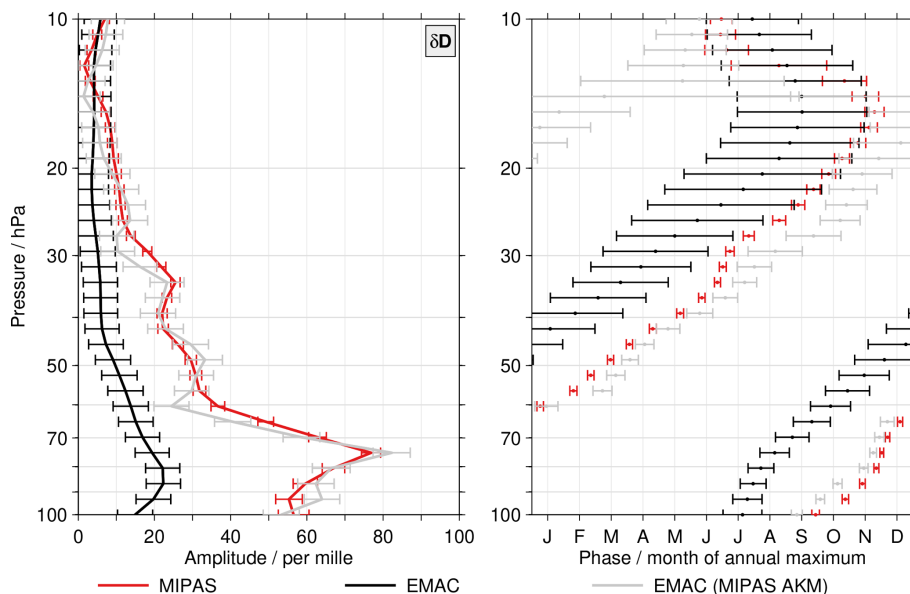 10
20
30
50
70
100
Pressure / hPa
δD
0 20 40 60 80 100
Amplitude / per mille
10
20
30
50
70
100
J F M A M J J A S O N D
Phase / month of annual maximum
MIPAS EMAC EMAC (MIPAS AKM)